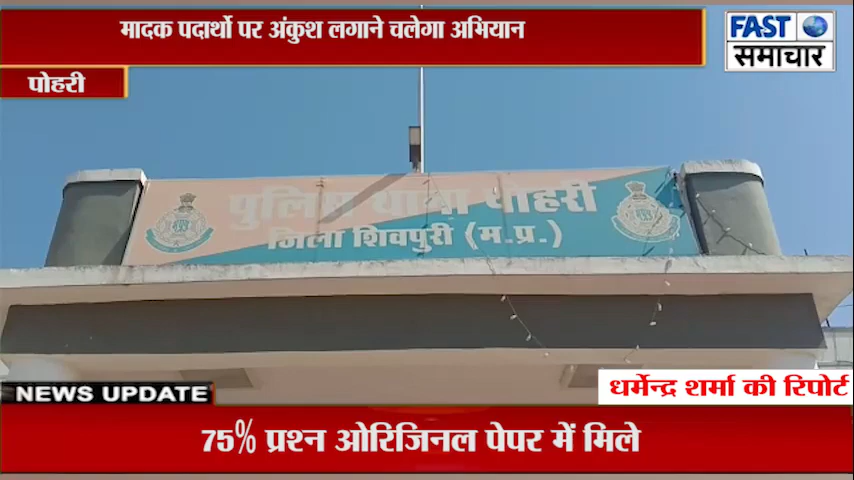 मादक पदार्थो पर अंकुश लगाने चलेगा अभियान
FAST
समाचार
पोहरी
पुलिस थाना पोहरी
जिला शिवपुरी (म.प्र.)
NEWS UPDATE
धर्मेन्द्र शर्मा की रिपोर्ट
75% प्रश्न ओरिजिनल पेपर में मिले